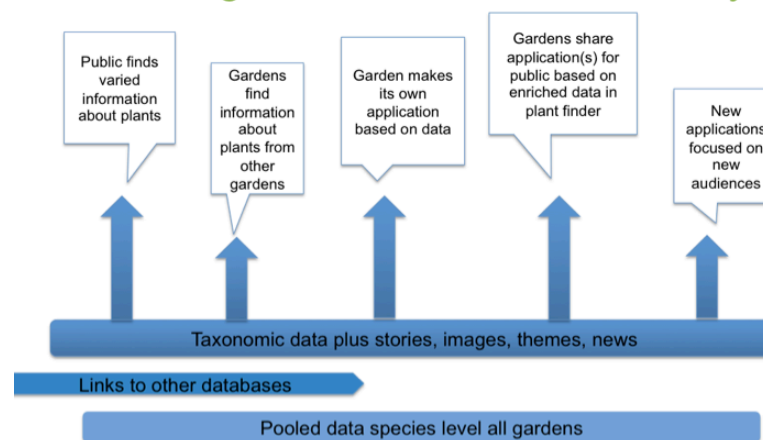 Public finds
varied
information
about plants
Gardens
find
information
about
plants from
other
gardens
Garden makes
its own
application
based on data
Gardens share
application(s) for
public based on
enriched data in
plant finder
New
applications
focused on
new
audiences
Taxonomic data plus stories, images, themes, news
Links to other databases
Pooled data species level all gardens